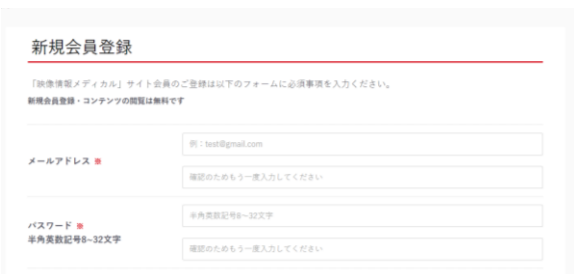 新規会員登録
「映像情報メディカル」サイト会員のご登録は以下のフォームに必須事項を入力ください。
新規会員登録・コンテンツの閲覧は無料です
例：test@gmail.com
メールアドレス
確認のためもう一度入力してください
半角英数記号8～32文字
パスワード
半角英数記号8~32文字
確認のためもう一度入力してください